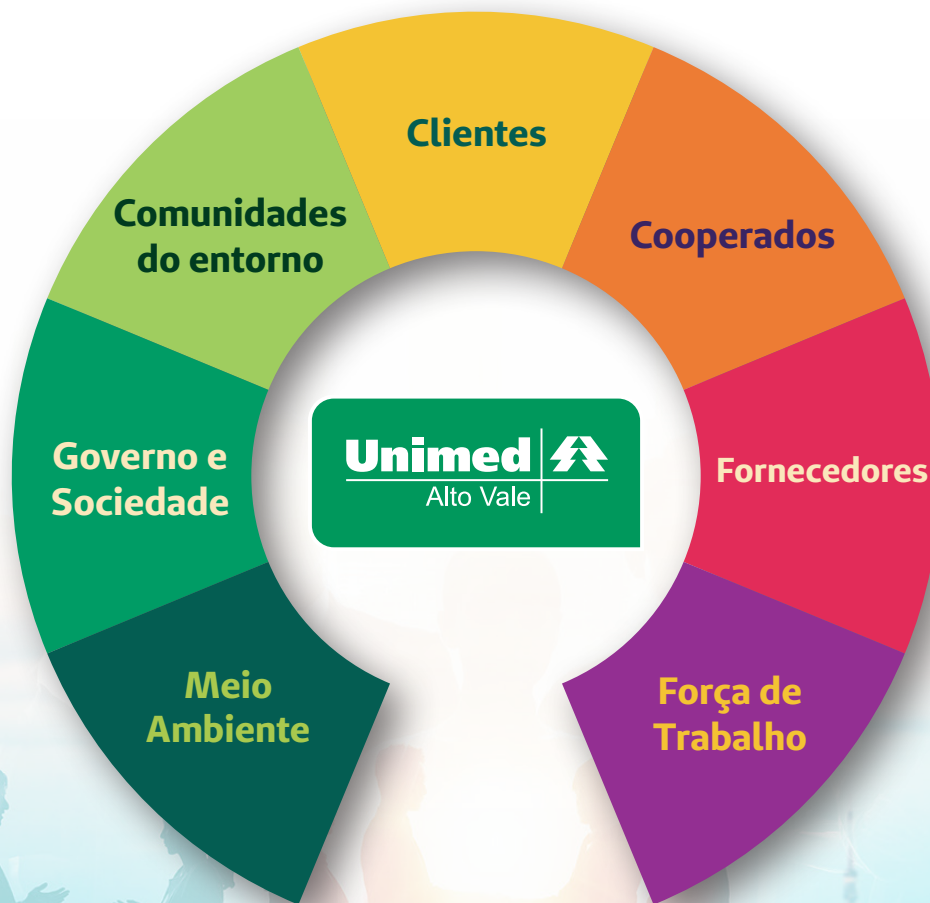 Clientes
Comunidades
do entorno
Cooperados
Governo e
Sociedade
Unimed
Alto Vale
Fornecedores
Meio
Ambiente
Força de
Trabalho